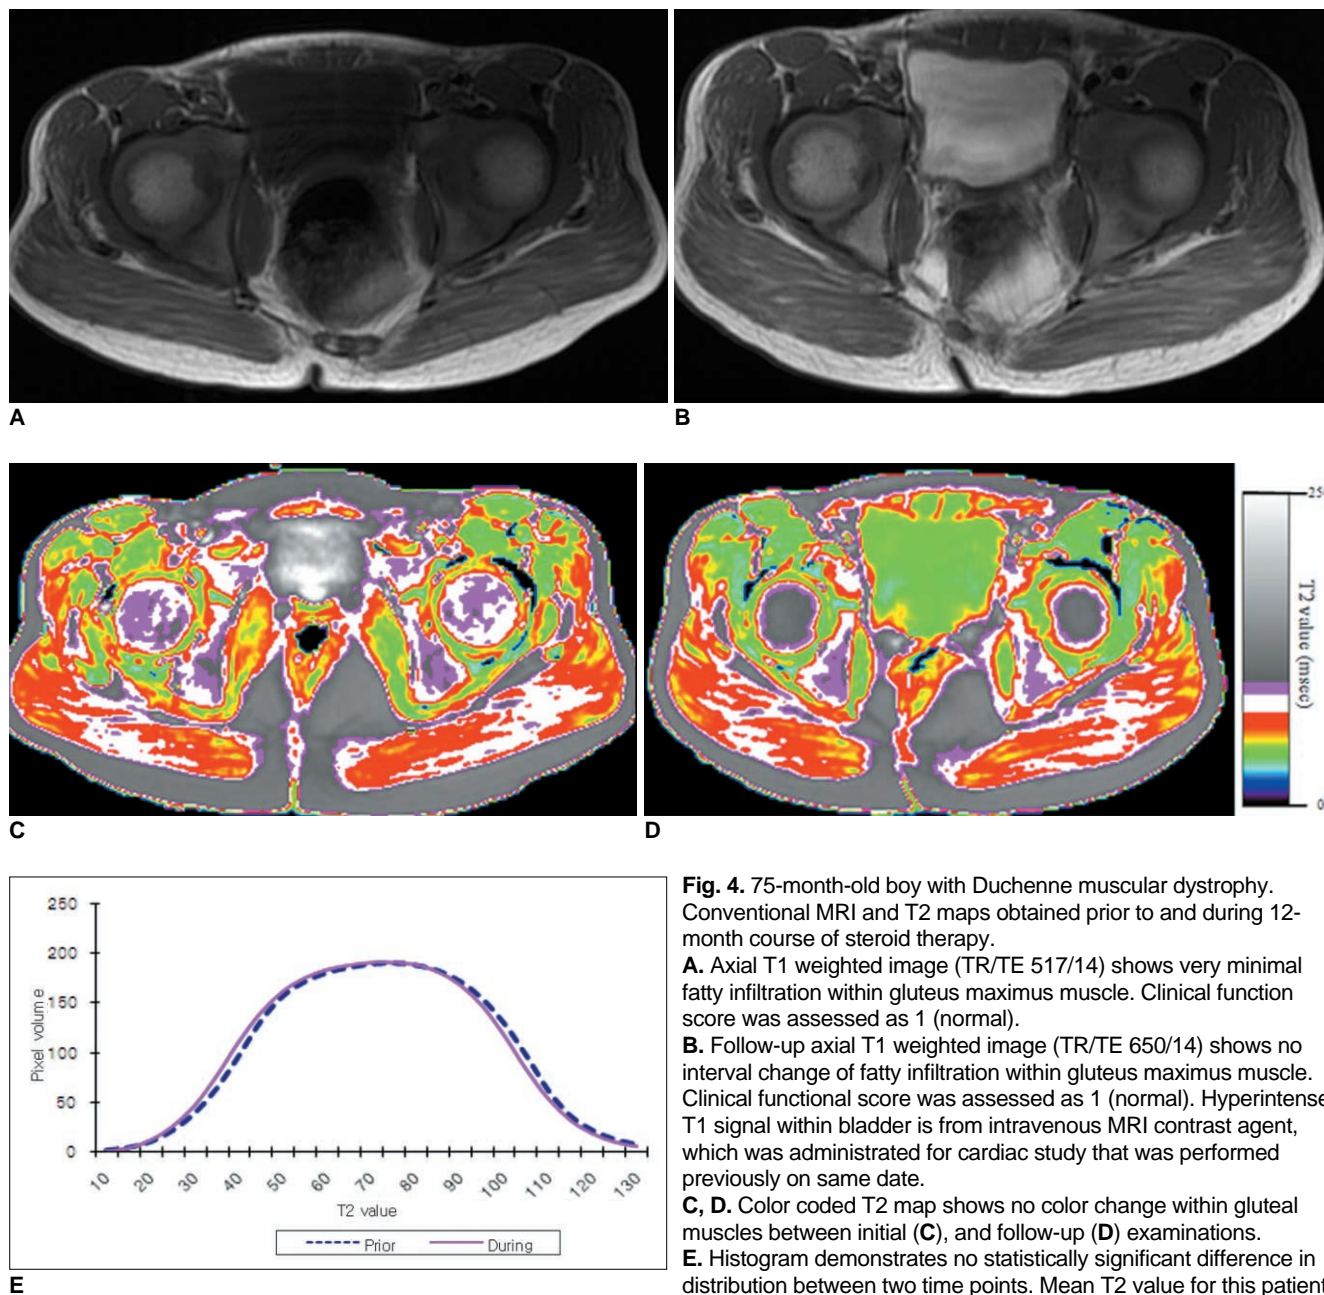 A
B
C
D
25
T2 value (msec)
0
250
200
150
100
50
0
Pixel volume
10 20 30 40 50 60 70 80 90 100 110 120 130
T2 value
Prior During
E
Fig. 4. 75-month-old boy with Duchenne muscular dystrophy.
Conventional MRI and T2 maps obtained prior to and during 12-
month course of steroid therapy.
A. Axial T1 weighted image (TR/TE 517/14) shows very minimal
fatty infiltration within gluteus maximus muscle. Clinical function
score was assessed as 1 (normal).
B. Follow-up axial T1 weighted image (TR/TE 650/14) shows no
interval change of fatty infiltration within gluteus maximus muscle.
Clinical functional score was assessed as 1 (normal). Hyperintense
T1 signal within bladder is from intravenous MRI contrast agent,
which was administrated for cardiac study that was performed
previously on same date.
C, D. Color coded T2 map shows no color change within gluteal
muscles between initial (C), and follow-up (D) examinations.
E. Histogram demonstrates no statistically significant difference in
distribution between two time points. Mean T2 value for this patient